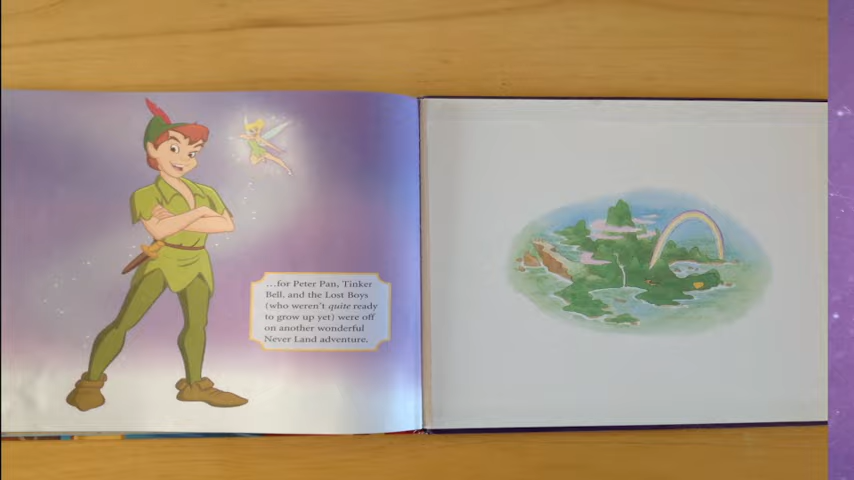 …for Peter Pan, Tinker
Bell, and the Lost Boys
(who weren't quite ready
to grow up yet) were off
on another wonderful
Never Land adventure.